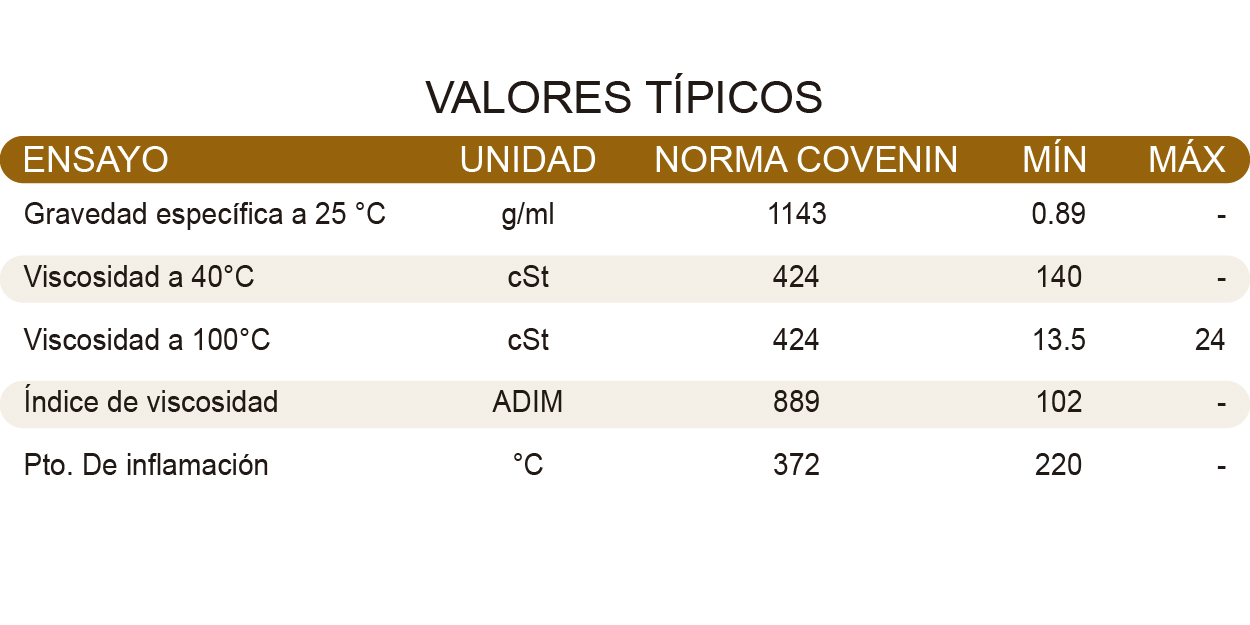 VALORES TÍPICOS
ENSAYO UNIDAD NORMA COVENIN MÍN MÁX
Gravedad específica a 25 °C g/ml 1143 0.89 -
Viscosidad a 40°C cSt 424 140 -
Viscosidad a 100°C cSt 424 13.5 24
Índice de viscosidad ADIM 889 102 -
Pto. De inflamación °C 372 220 -